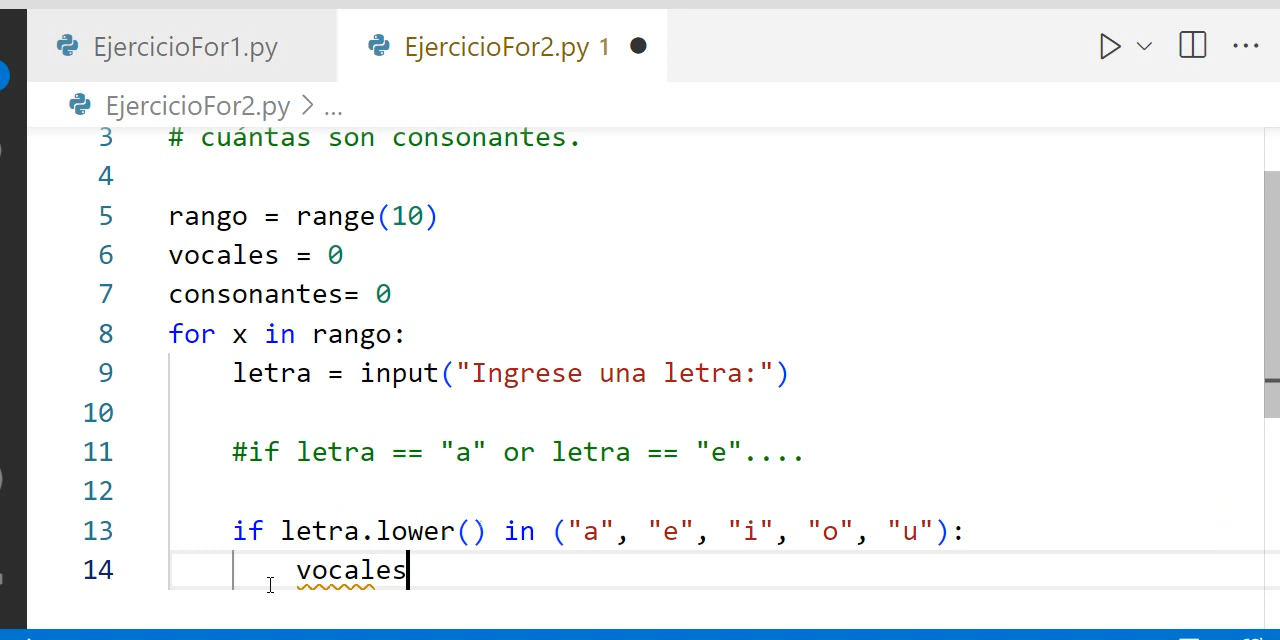 EjercicioFor1.py
EjercicioFor2.py 1
EjercicioFor2.py > ...
3 # cuántas son consonantes.
4
5 rango = range(10)
6 vocales = 0
7 consonantes= 0
8 for x in rango:
9     letra = input("Ingrese una letra:")
10
11     #if letra == "a" or letra == "e"....
12
13     if letra.lower() in ("a", "e", "i", "o", "u"):
14         vocales